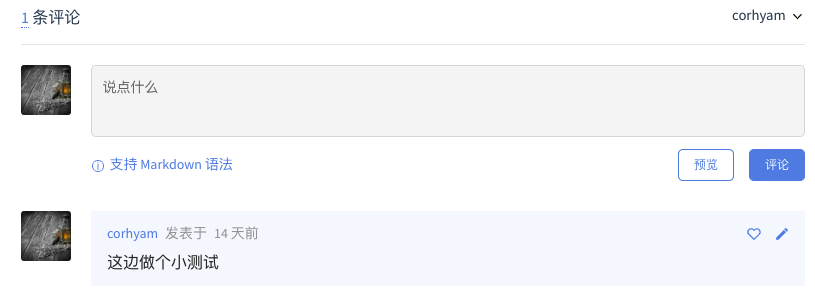 1 条评论
corhyam
说点什么
支持 Markdown 语法
预览
评论
corhyam 发表于 14 天前
这边做个小测试